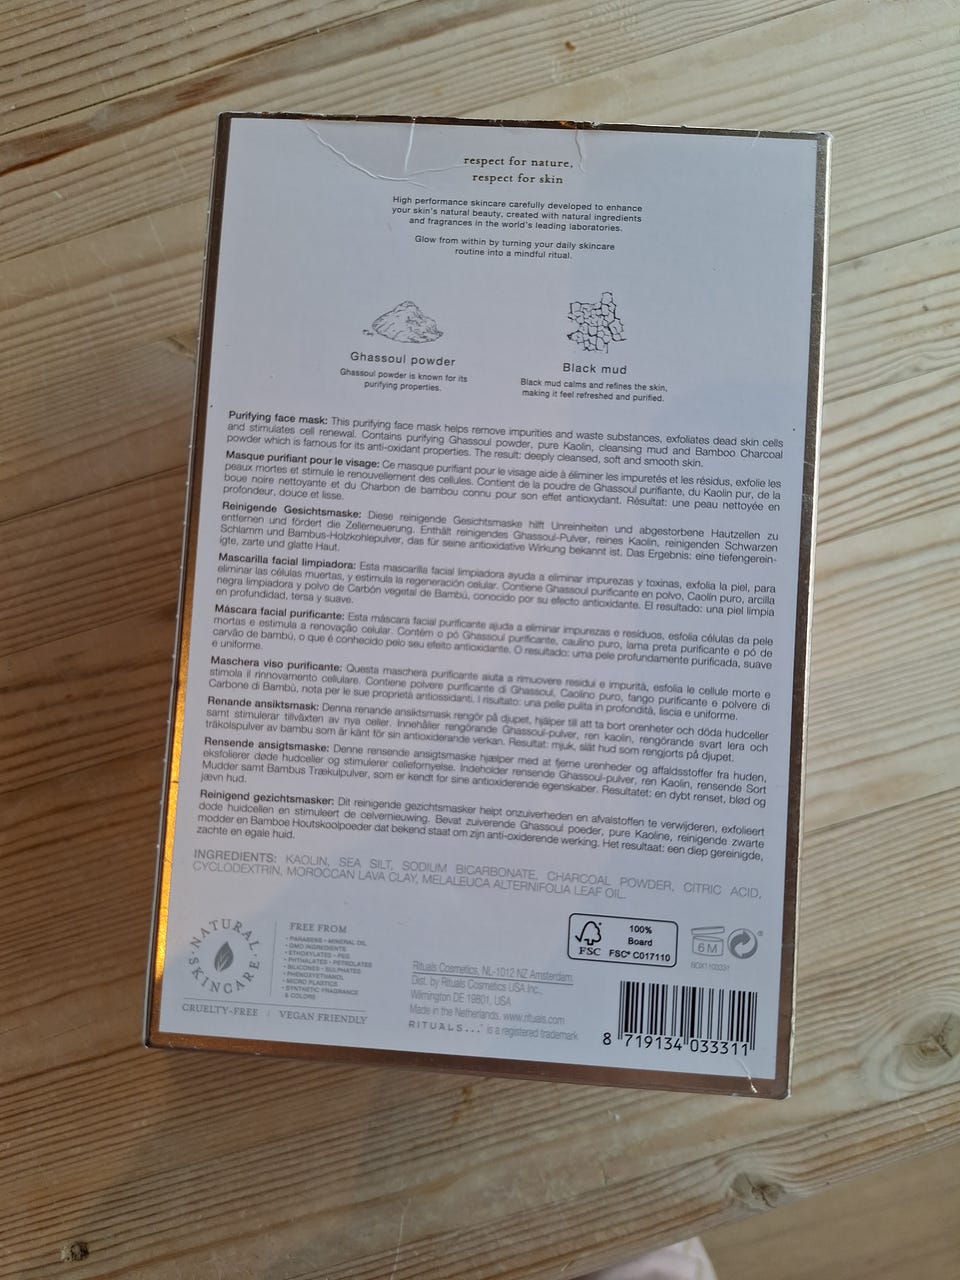 respect for nature,
respect for skin
High performance skincare carefully developed to enhance
your skin's natural beauty, created with natural ingredients
and fragrances in the world's leading laboratories.
Glow from within by turning your daily skincare
routine into a mindful ritual.
Ghassoul powder
Ghassoul powder is known for its
purifying properties.
Black mud
Black mud calms and refines the skin,
making it feel refreshed and purified.
Purifying face mask: This purifying face mask helps remove impurities and waste substances, exfoliates dead skin cells
and stimulates cell renewal. Contains purifying Ghassoul powder, pure Kaolin, cleansing mud and Bamboo Charcoal
powder which is famous for its anti-oxidant properties. The result: deeply cleansed, soft and smooth skin.
Masque purifiant pour le visage: Ce masque purifiant pour le visage aide à éliminer les impuretés et les résidus, exfolie les
peaux mortes et stimule le renouvellement des cellules. Contient de la poudre de Ghassoul purifiante, du Kaolin pur, de la
boue noire nettoyante et du Charbon de bambou connu pour son effet antioxydant. Résultat: une peau nettoyée en
profondeur, douce et lisse.
Reinigende Gesichtsmaske: Diese reinigende Gesichtsmaske hilft Unreinheiten und abgestorbene Hautzellen zu
entfernen und fördert die Zellerneuerung. Enthält reinigendes Ghassoul-Pulver, reines Kaolin, reinigenden Schwarzen
Schlamm und Bambus-Holzkohlepulver, das für seine antioxidative Wirkung bekannt ist. Das Ergebnis: eine tiefengerein-
igte, zarte und glatte Haut.
Mascarilla facial limpiadora: Esta mascarilla facial limpiadora ayuda a eliminar impurezas y toxinas, exfolia la piel, para
eliminar las células muertas, y estimula la regeneración celular. Contiene Ghassoul purificante en polvo, Caolín puro, arcilla
negra limpiadora y polvo de Carbón vegetal de Bambú, conocido por su efecto antioxidante. El resultado: una piel limpia
en profundidad, tersa y suave.
Máscara facial purificante: Esta máscara facial purificante ajuda a eliminar impurezas e resíduos, esfolia células da pele
mortas e estimula a renovação celular. Contém o pó Ghassoul purificante, caulino puro, lama preta purificante e pó de
carvão de bambú, o que é conhecido pelo seu efeito antioxidante. O resultado: uma pele profundamente purificada, suave
e uniforme.
Maschera viso purificante: Questa maschera purificante aiuta a rimuovere residui e impurità, esfolia le cellule morte e
stimola il rinnovamento cellulare. Contiene polvere purificante di Ghassoul, Caolino puro, fango purificante e polvere di
Carbone di Bambù, nota per le sue proprietà antiossidanti. I risultato: una pelle pulita in profondità, liscia e uniforme.
Renande ansiktsmask: Denna renande ansiktsmask rengör på djupet, hjälper till att ta bort orenheter och döda hudceller
samt stimulerar tillväxten av nya celler. Innehåller rengörande Ghassoul-pulver, ren kaolin, rengörande svart lera och
träkolspulver av bambu som är känt för sin antioxiderande verkan. Resultat: mjuk, slät hud som rengjorts på djupet.
Rensende ansigtsmaske: Denne rensende ansigtsmaske hjælper med at fjerne urenheder og affaldsstoffer fra huden,
eksfolierer døde hudceller og stimulerer celleforrnyelse. Indeholder rensende Ghassoul-pulver, ren Kaolin, rensende Sort
Mudder samt Bambus Trækulpulver, som er kendt for sine antioxiderende egenskaber. Resultatet: en dybt renset, blød og
jævn hud.
Reinigend gezichtsmasker: Dit reinigende gezichtsmasker helpt onzuiverheden en afvalstoffen te verwijderen, exfolieert
dode huidcellen en stimuleert de celvernieuwing. Bevat zuiverende Ghassoul poeder, pure Kaoline, reinigende zwarte
modder en Bamboe Houtskoolpoeder dat bekend staat om zijn anti-oxiderende werking. Het resultaat: een diep gereinigde,
zachte en egale huid.
INGREDIENTS: KAOLIN, SEA SILT, SODIUM BICARBONATE, CHARCOAL POWDER, CITRIC ACID,
CYCLODEXTRIN, MOROCCAN LAVA CLAY, MELALEUCA ALTERNIFOLIA LEAF OIL.
• NATURAL • SKINCARE
FREE FROM
• PARABENS • MINERAL OIL
• GMO INGREDIENTS
• ETHOXYLATES • PEG
• PHTHALATES • PETROLATES
• SILICONES • SULPHATES
• PHENOXYETHANOL
• MICRO PLASTICS
• SYNTHETIC FRAGRANCE
& COLORS
CRUELTY-FREE | VEGAN FRIENDLY
Rituals Cosmetics, NL-1012 NZ Amsterdam.
Dist. by Rituals Cosmetics USA Inc.,
Wilmington DE 19801, USA
Made in the Netherlands. www.rituals.com
RITUALS...® is a registered trademark
FSC
100%
Board
FSC® C017110
6 M
8 719134 033311